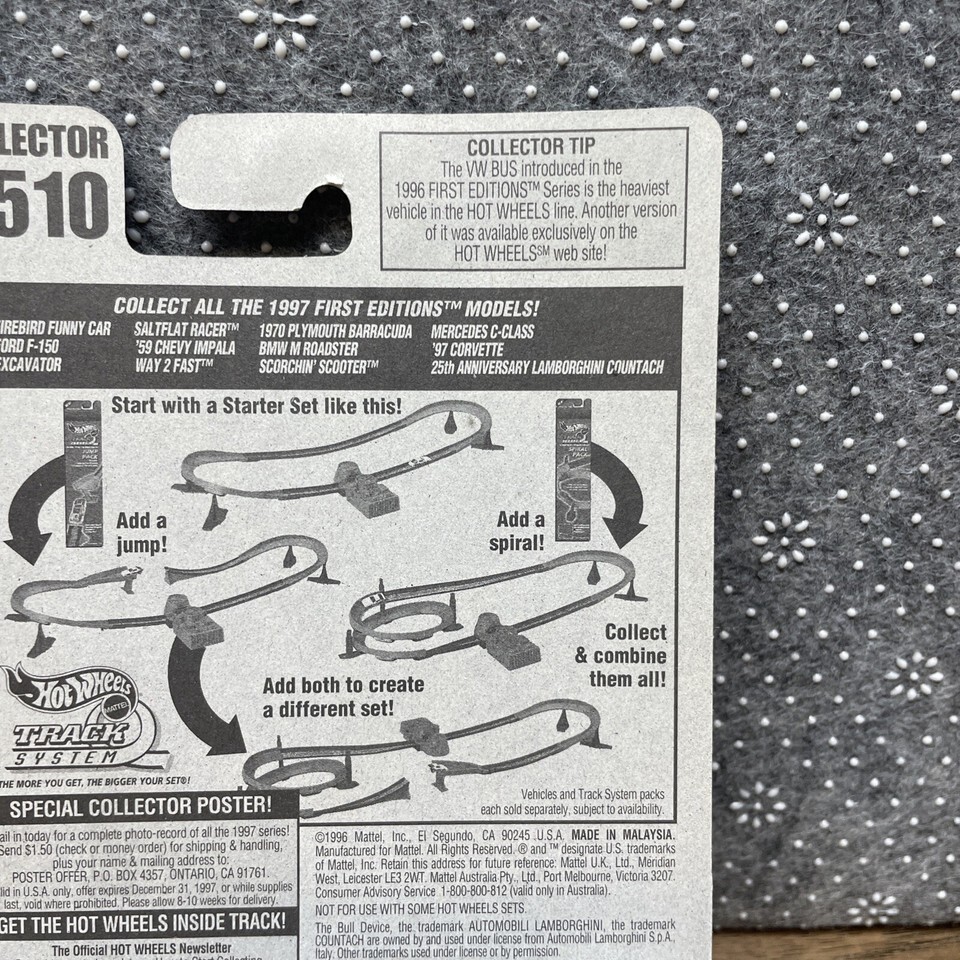 LECTOR
510
COLLECTOR TIP
The VW BUS introduced in the
1996 FIRST EDITIONS™ Series is the heaviest
vehicle in the HOT WHEELS line. Another version
of it was available exclusively on the
HOT WHEELS℠ web site!
COLLECT ALL THE 1997 FIRST EDITIONS™ MODELS!
IREBIRD FUNNY CAR SALTFLAT RACER™ 1970 PLYMOUTH BARRACUDA MERCEDES C-CLASS
ORD F-150 '59 CHEVY IMPALA BMW M ROADSTER '97 CORVETTE
EXCAVATOR WAY 2 FAST™ SCORCHIN' SCOOTER™ 25th ANNIVERSARY LAMBORGHINI COUNTACH
Start with a Starter Set like this!
JUMP
PACK
SPIRAL
PACK
Add a
jump!
Add a
spiral!
Collect
& combine
them all!
Add both to create
a different set!
Hot Wheels
MATTEL
TRACK
SYSTEM
THE MORE YOU GET, THE BIGGER YOUR SET®!
Vehicles and Track System packs
each sold separately, subject to availability.
SPECIAL COLLECTOR POSTER!
ail in today for a complete photo-record of all the 1997 series!
Send $1.50 (check or money order) for shipping & handling,
plus your name & mailing address to:
POSTER OFFER, P.O. BOX 4357, ONTARIO, CA 91761.
lid in U.S.A. only, offer expires December 31, 1997, or while supplies
last, void where prohibited. Please allow 8-10 weeks for delivery.
GET THE HOT WHEELS INSIDE TRACK!
The Official HOT WHEELS Newsletter
©1996 Mattel, Inc., El Segundo, CA 90245 U.S.A. MADE IN MALAYSIA.
Manufactured for Mattel. All Rights Reserved. ® and ™ designate U.S. trademarks
of Mattel, Inc. Retain this address for future reference: Mattel U.K., Ltd., Meridian
West, Leicester LE3 2WT. Mattel Australia Pty., Ltd., Port Melbourne, Victoria 3207.
Consumer Advisory Service 1-800-800-812 (valid only in Australia).
NOT FOR USE WITH SOME HOT WHEELS SETS.
The Bull Device, the trademark AUTOMOBILI LAMBORGHINI, the trademark
COUNTACH are owned by and used under license from Automobili Lamborghini S.p.A.,
Italy. Other trademarks used under license or by permission.